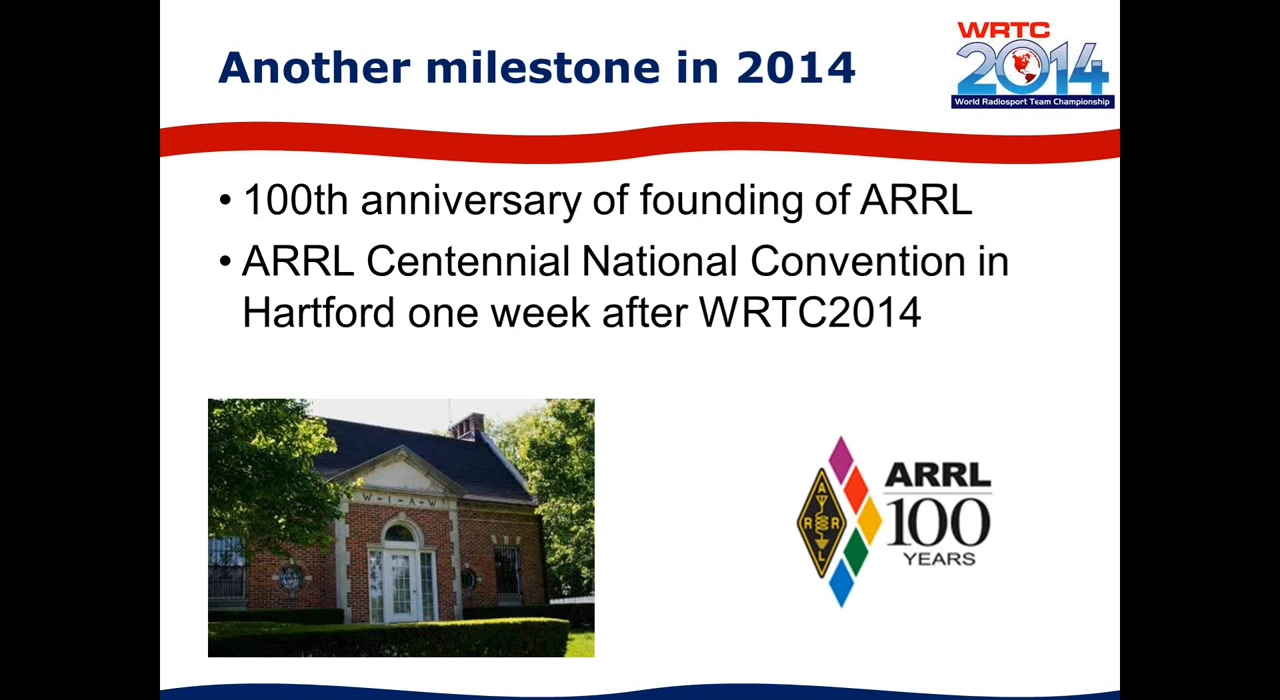 Another milestone in 2014
WRTC
2014
World Radiosport Team Championship
• 100th anniversary of founding of ARRL
• ARRL Centennial National Convention in
Hartford one week after WRTC2014
W-1-A-W
A
R R
L
ARRL
100
YEARS